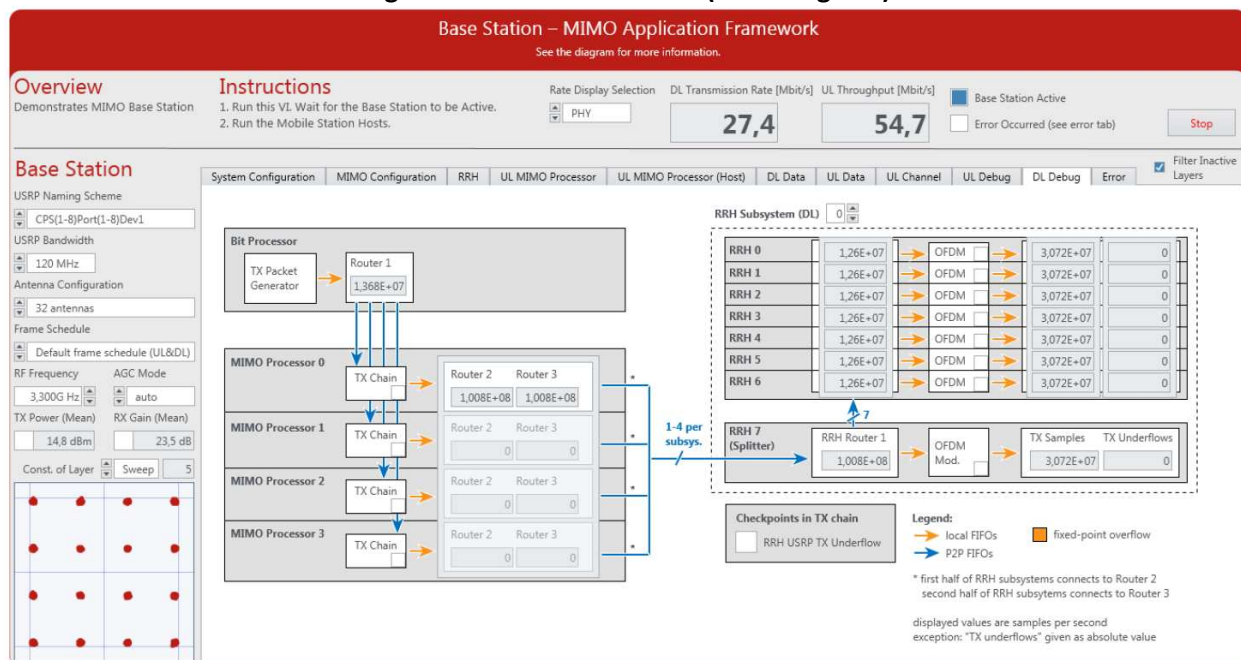 Base Station – MIMO Application Framework
See the diagram for more information.
Overview
Demonstrates MIMO Base Station
Instructions
1. Run this VI. Wait for the Base Station to be Active.
2. Run the Mobile Station Hosts.
Rate Display Selection
PHY
DL Transmission Rate [Mbit/s]
27,4
UL Throughput [Mbit/s]
54,7
Base Station Active
Error Occurred (see error tab)
Stop
Base Station
USRP Naming Scheme
CPS(1-8)Port(1-8)Dev1
USRP Bandwidth
120 MHz
Antenna Configuration
32 antennas
Frame Schedule
Default frame schedule (UL&DL)
RF Frequency AGC Mode
3,300G Hz auto
TX Power (Mean) RX Gain (Mean)
14,8 dBm 23,5 dB
Const. of Layer Sweep 5
System Configuration MIMO Configuration RRH UL MIMO Processor UL MIMO Processor (Host) DL Data UL Data UL Channel UL Debug DL Debug Error
Filter Inactive
Layers
Bit Processor
TX Packet
Generator
Router 1
1,368E+07
MIMO Processor 0
TX Chain
Router 2 Router 3
1,008E+08 1,008E+08
*
MIMO Processor 1
TX Chain
Router 2 Router 3
0 0
*
MIMO Processor 2
TX Chain
Router 2 Router 3
0 0
*
MIMO Processor 3
TX Chain
Router 2 Router 3
0 0
*
1-4 per
subsys.
RRH Subsystem (DL) 0
RRH 0 1,26E+07 OFDM 3,072E+07 0
RRH 1 1,26E+07 OFDM 3,072E+07 0
RRH 2 1,26E+07 OFDM 3,072E+07 0
RRH 3 1,26E+07 OFDM 3,072E+07 0
RRH 4 1,26E+07 OFDM 3,072E+07 0
RRH 5 1,26E+07 OFDM 3,072E+07 0
RRH 6 1,26E+07 OFDM 3,072E+07 0
7
RRH 7
(Splitter)
RRH Router 1
1,008E+08
OFDM
Mod.
TX Samples TX Underflows
3,072E+07 0
Checkpoints in TX chain
RRH USRP TX Underflow
Legend:
local FIFOs
P2P FIFOs
fixed-point overflow
* first half of RRH subsystems connects to Router 2
second half of RRH subsytems connects to Router 3
displayed values are samples per second
exception: "TX underflows" given as absolute value